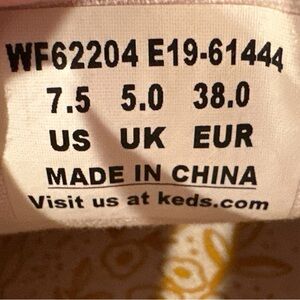 WF62204 E19-61444
7.5 5.0 38.0
US UK EUR
MADE IN CHINA
Visit us at keds.com